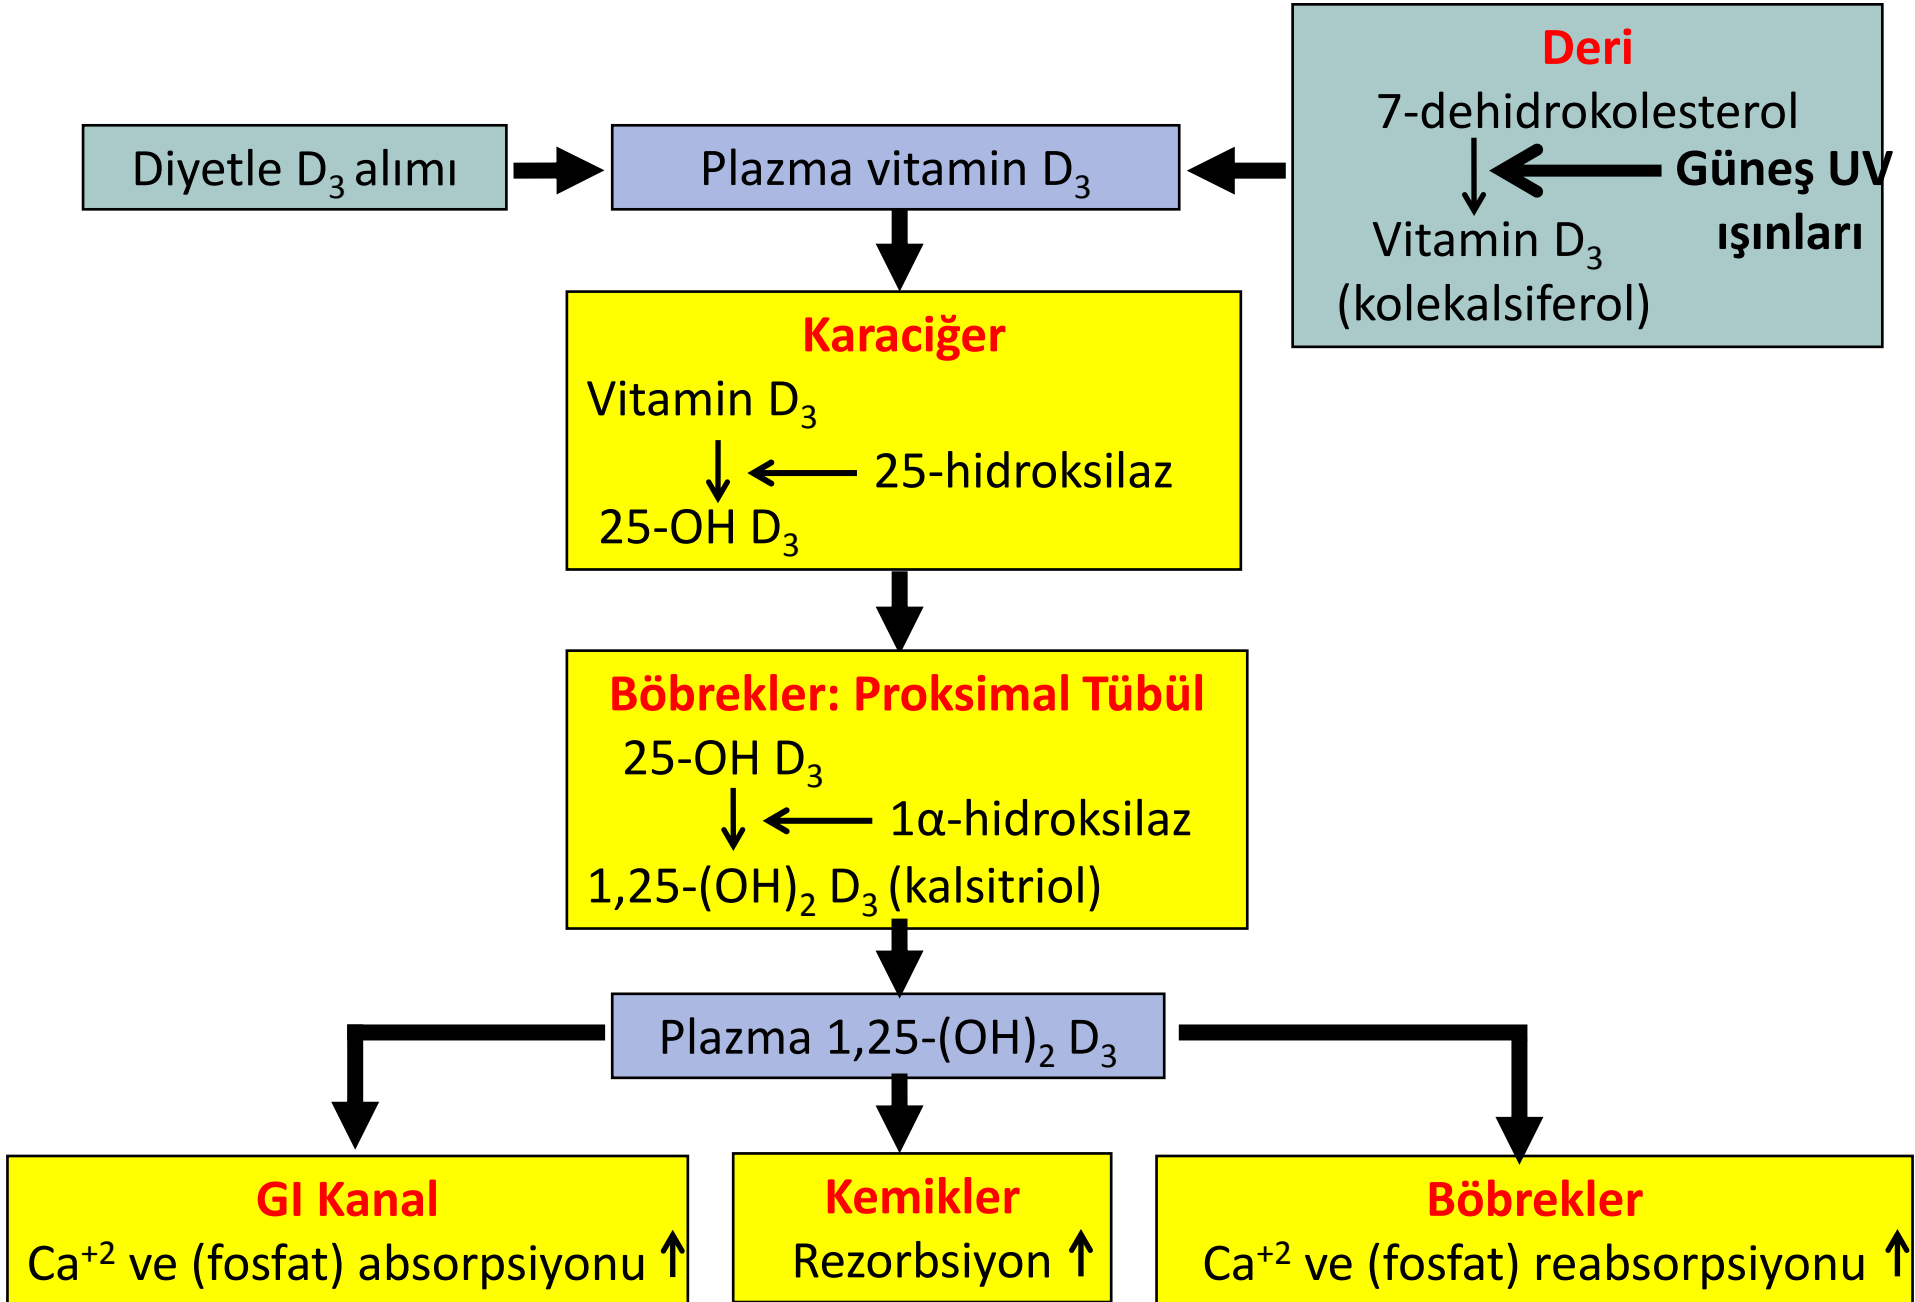 Deri
7-dehidrokolesterol
Güneş UV
ışınları
Vitamin D₃
(kolekalsiferol)
Diyetle D₃ alımı
Plazma vitamin D₃
Karaciğer
Vitamin D₃
25-hidroksilaz
25-OH D₃
Böbrekler: Proksimal Tübül
25-OH D₃
1α-hidroksilaz
1,25-(OH)₂ D₃ (kalsitriol)
Plazma 1,25-(OH)₂ D₃
GI Kanal
Ca⁺² ve (fosfat) absorpsiyonu ↑
Kemikler
Rezorbsiyon ↑
Böbrekler
Ca⁺² ve (fosfat) reabsorpsiyonu ↑